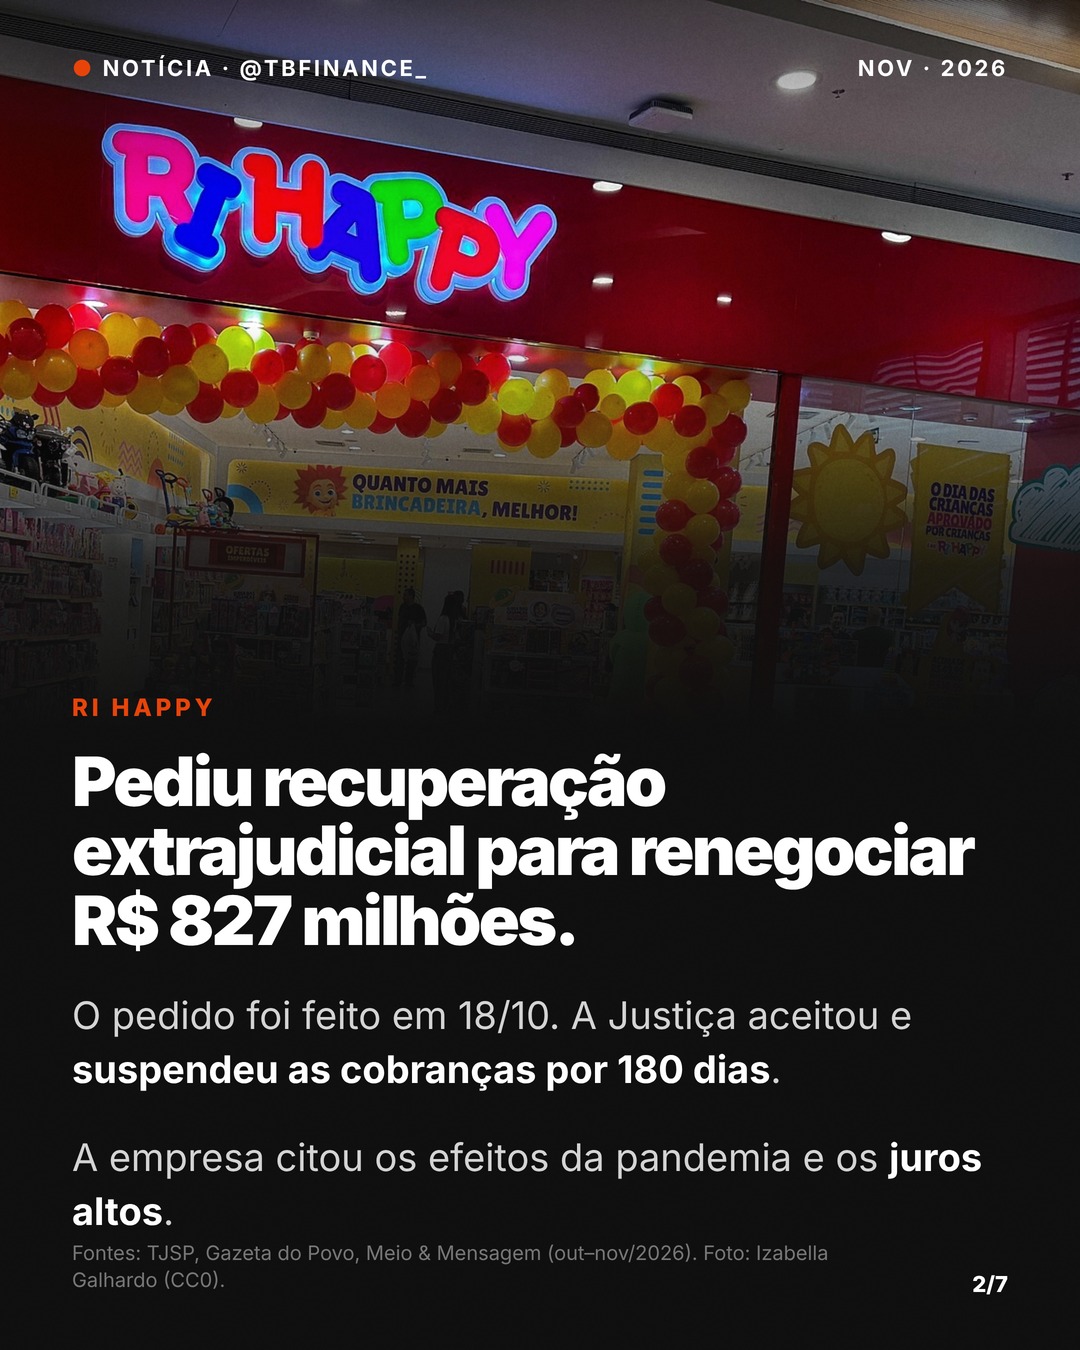 NOTÍCIA · @TBFINANCE_
NOV · 2026
RI HAPPY
QUANTO MAIS
BRINCADEIRA, MELHOR!
O DIA DAS
CRIANÇAS
APROVADO
POR CRIANÇAS
RI HAPPY
OFERTAS
RI HAPPY
Pediu recuperação
extrajudicial para renegociar
R$ 827 milhões.
O pedido foi feito em 18/10. A Justiça aceitou e
suspendeu as cobranças por 180 dias.
A empresa citou os efeitos da pandemia e os juros
altos.
Fontes: TJSP, Gazeta do Povo, Meio & Mensagem (out–nov/2026). Foto: Izabella
Galhardo (CC0).
2/7